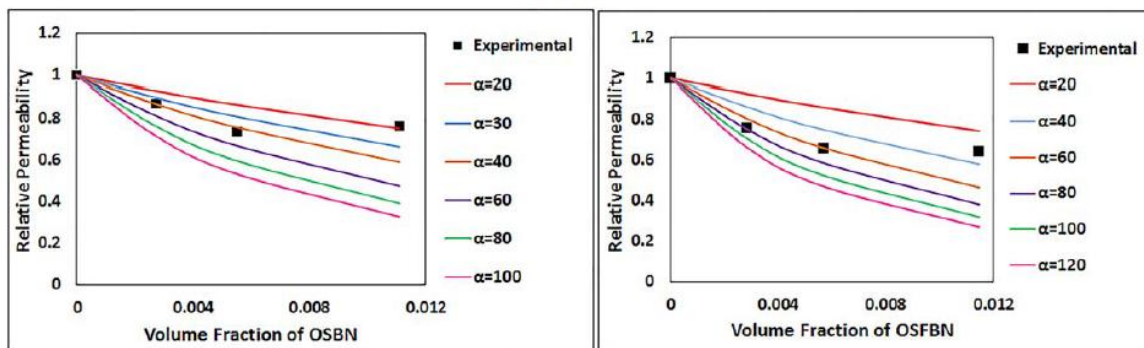 1.2
1
0.8
0.6
0.4
0.2
0
Relative Permeability
0
0.004
0.008
0.012
Volume Fraction of OSBN
Experimental
α=20
α=30
α=40
α=60
α=80
α=100
1.2
1
0.8
0.6
0.4
0.2
0
Relative Permeability
0
0.004
0.008
0.012
Volume Fraction of OSFBN
Experimental
α=20
α=40
α=60
α=80
α=100
α=120